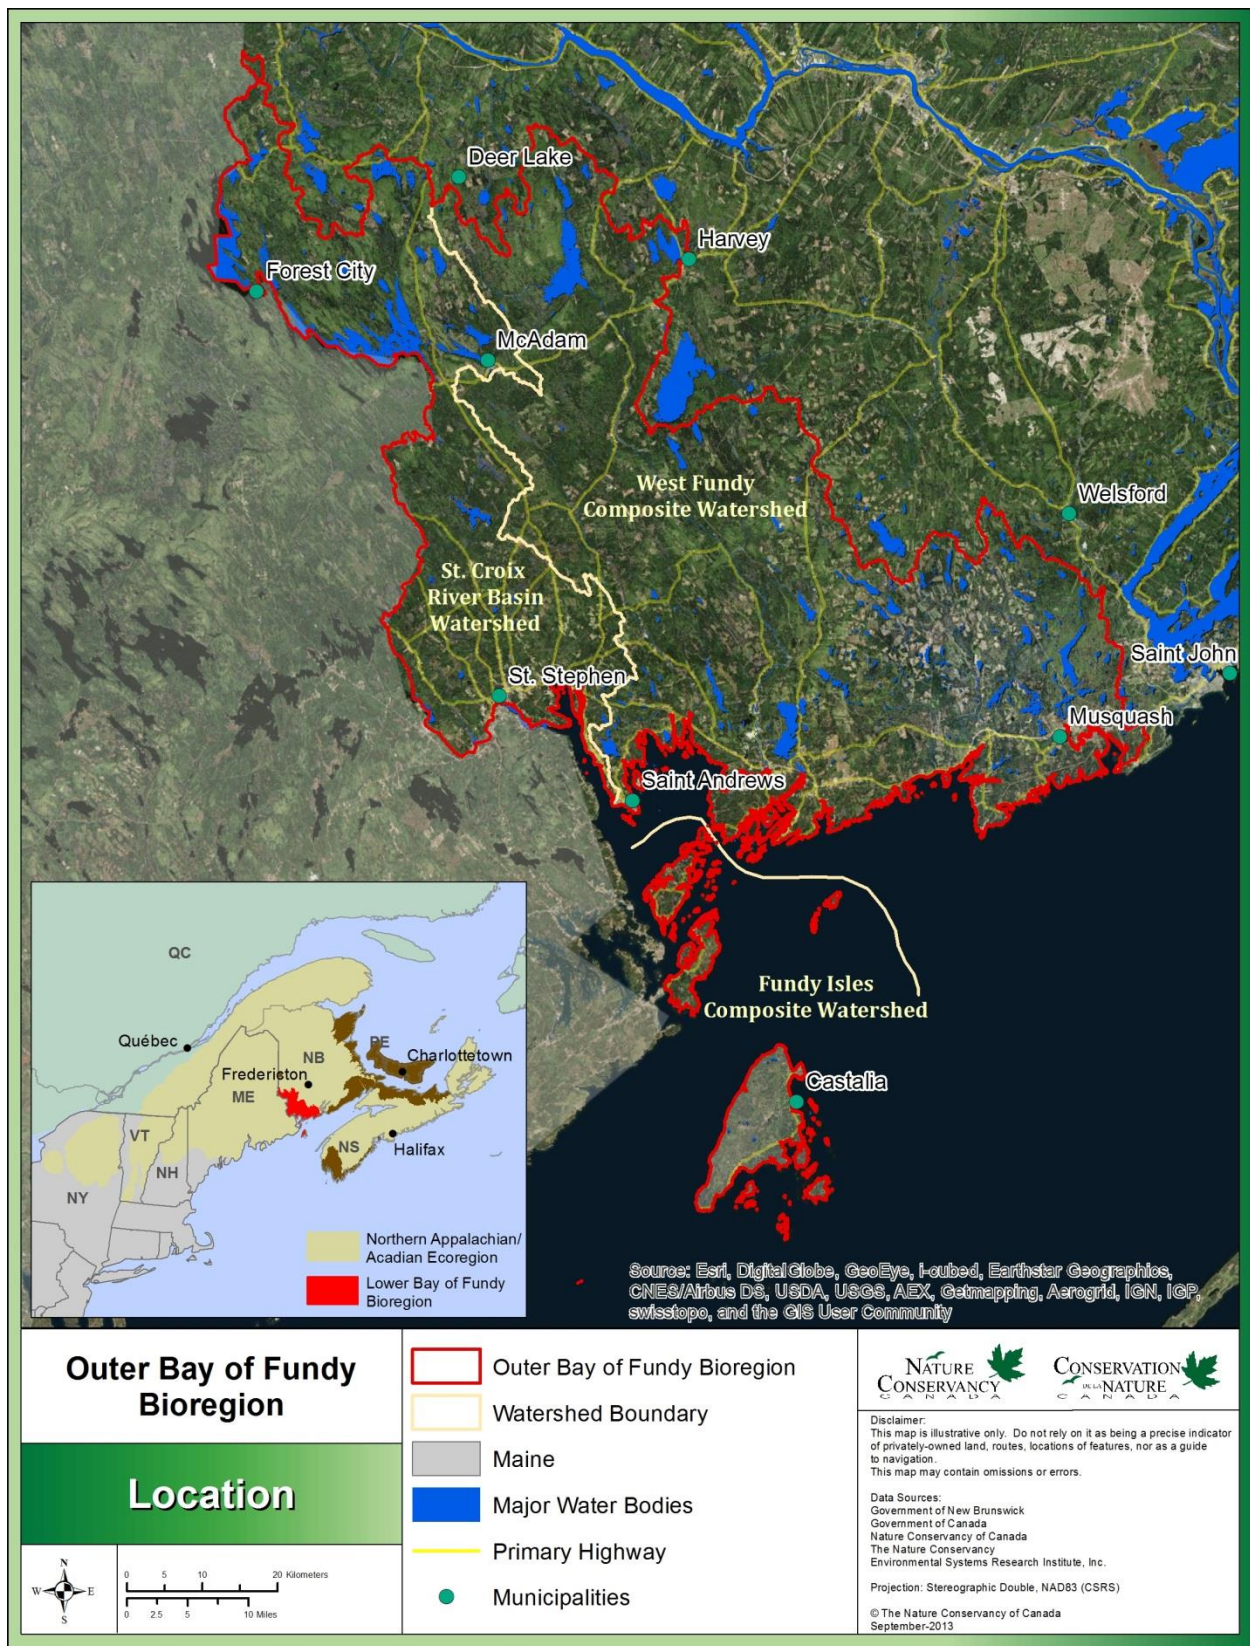 Deer Lake
Harvey
Forest City
McAdam
West Fundy
Composite Watershed
Welsford
St. Croix
River Basin
Watershed
Saint John
St. Stephen
Musquash
Saint Andrews
Fundy Isles
Composite Watershed
Castalia
QC
Québec
NB
PE
Charlottetown
Fredericton
ME
VT
NS
Halifax
NH
NY
Northern Appalachian/
Acadian Ecoregion
Lower Bay of Fundy
Bioregion
Source: Esri, DigitalGlobe, GeoEye, i-cubed, Earthstar Geographics,
CNES/Airbus DS, USDA, USGS, AEX, Getmapping, Aerogrid, IGN, IGP,
swisstopo, and the GIS User Community
Outer Bay of Fundy
Bioregion
Location
N
W E
S
0 5 10 20 Kilometers
0 2.5 5 10 Miles
Outer Bay of Fundy Bioregion
Watershed Boundary
Maine
Major Water Bodies
Primary Highway
Municipalities
NATURE
CONSERVANCY
CANADA
CONSERVATION
DE LA NATURE
CANADA
Disclaimer:
This map is illustrative only. Do not rely on it as being a precise indicator
of privately-owned land, routes, locations of features, nor as a guide
to navigation.
This map may contain omissions or errors.
Data Sources:
Government of New Brunswick
Government of Canada
Nature Conservancy of Canada
The Nature Conservancy
Environmental Systems Research Institute, Inc.
Projection: Stereographic Double, NAD83 (CSRS)
© The Nature Conservancy of Canada
September-2013